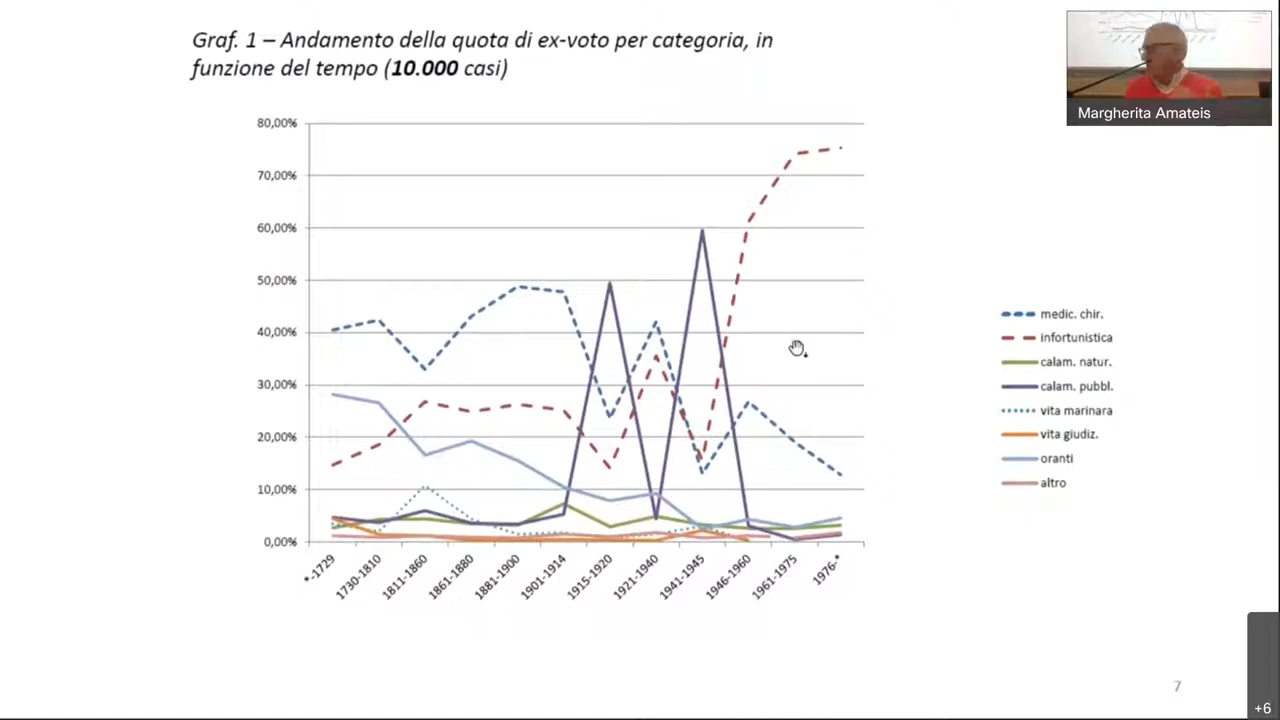 Graf. 1 – Andamento della quota di ex-voto per categoria, in
funzione del tempo (10.000 casi)
Margherita Amateis
80,00%
70,00%
60,00%
50,00%
40,00%
30,00%
20,00%
10,00%
0,00%
*-1729
1730-1810
1811-1860
1861-1880
1881-1900
1901-1914
1915-1920
1921-1940
1941-1945
1946-1960
1961-1975
1976-*
medic. chir.
infortunistica
calam. natur.
calam. pubbl.
vita marinara
vita giudiz.
oranti
altro
7
+6